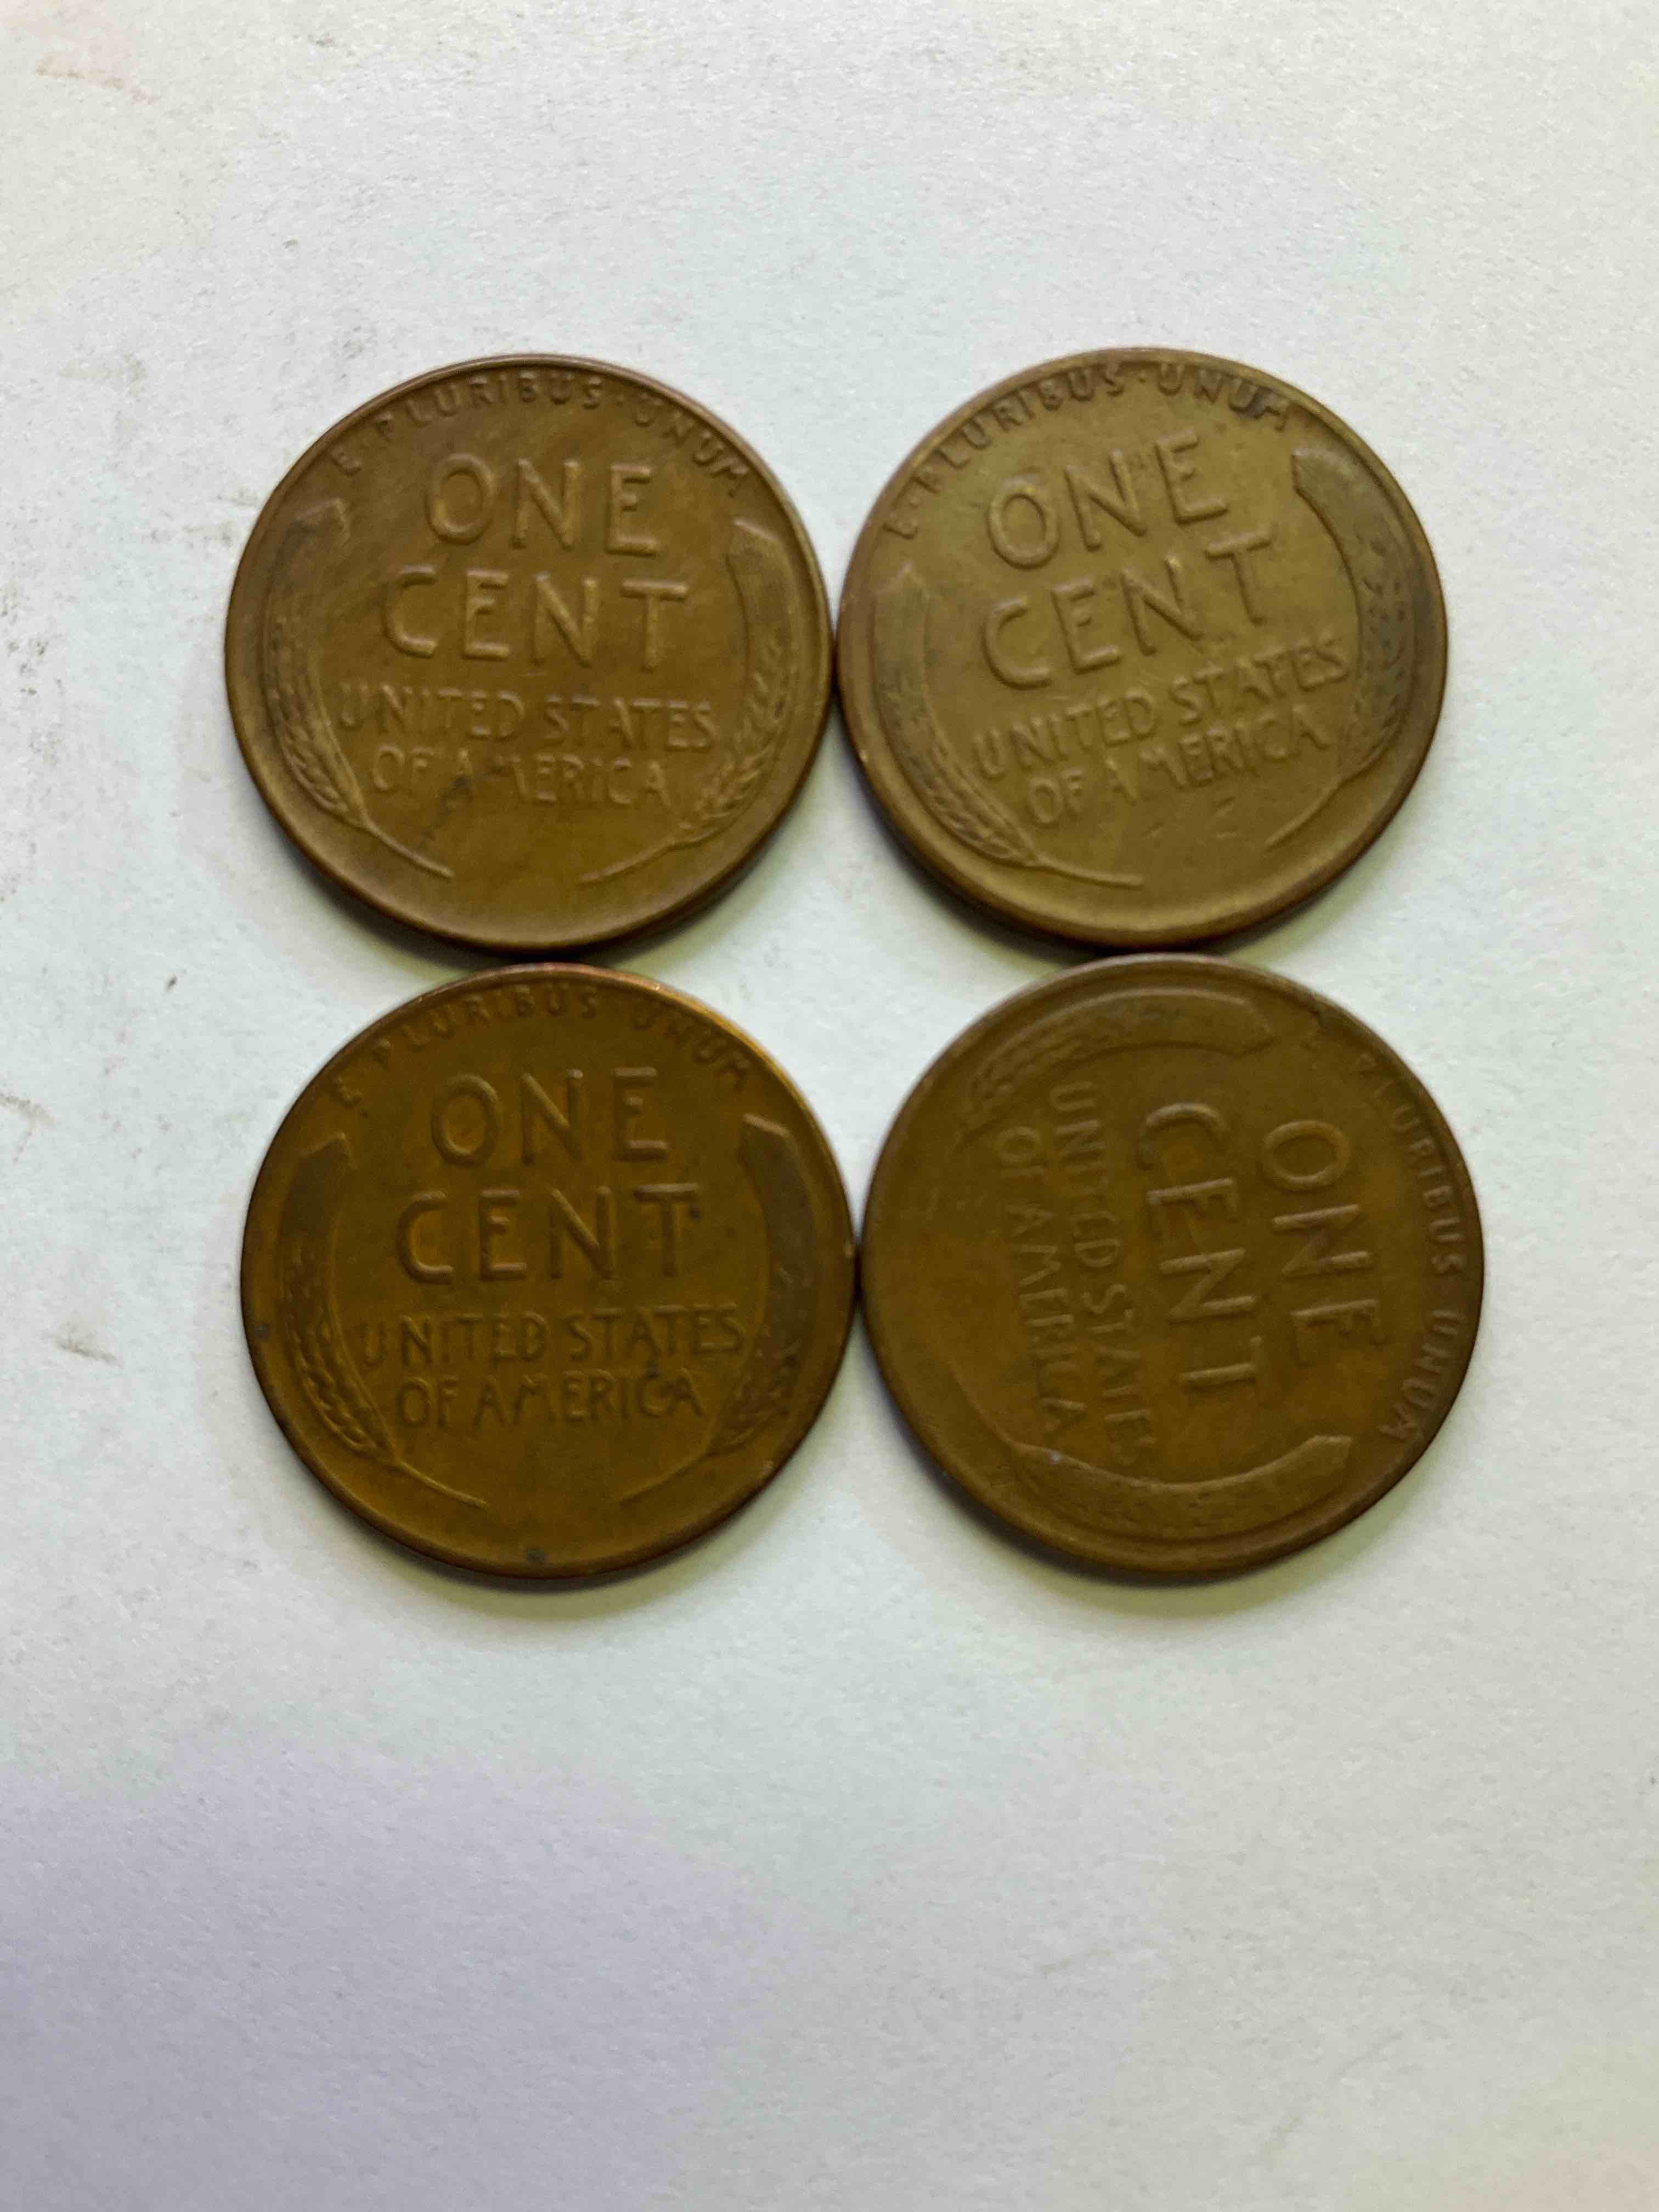 E·PLURIBUS·UNUM
ONE
CENT
UNITED STATES
OF AMERICA
E·PLURIBUS·UNUM
ONE
CENT
UNITED STATES
OF AMERICA
E PLURIBUS UNUM
ONE
CENT
UNITED STATES
OF AMERICA
E PLURIBUS UNUM
ONE
CENT
UNITED STATES
OF AMERICA